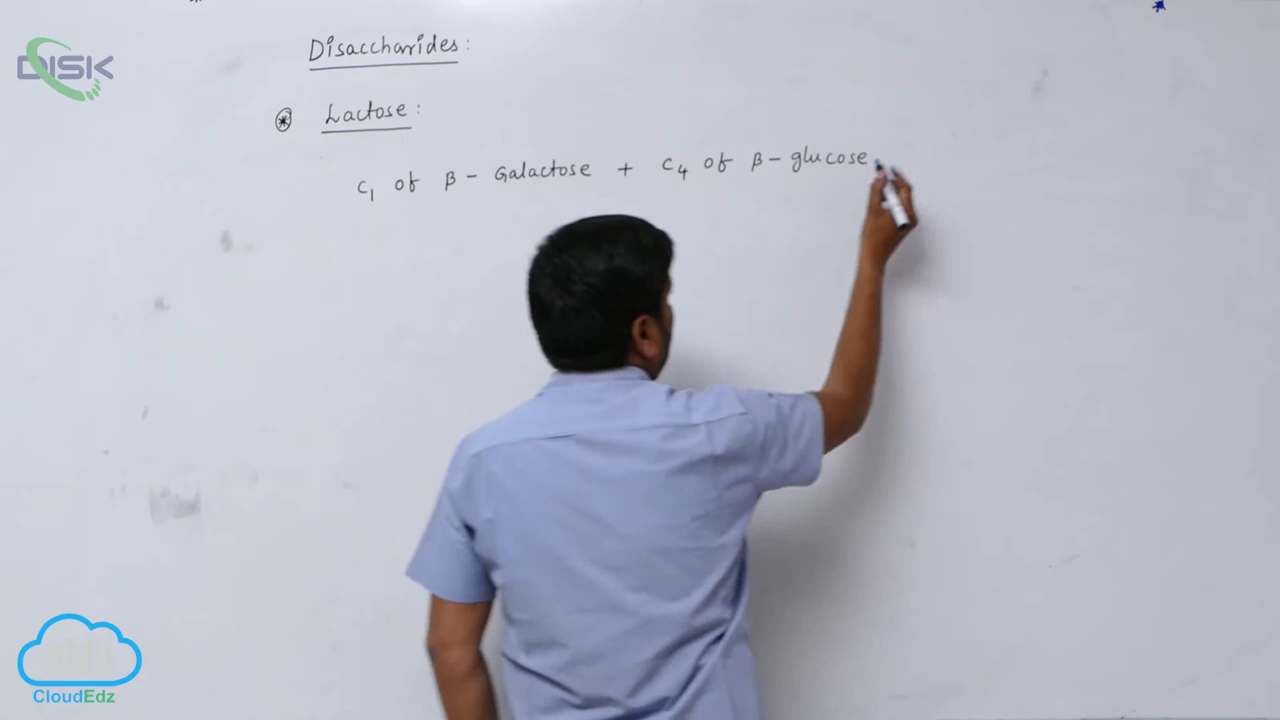 DISK
Disaccharides:
Lactose:
C₁ of β- Galactose + C₄ of β- glucose
CloudEdz